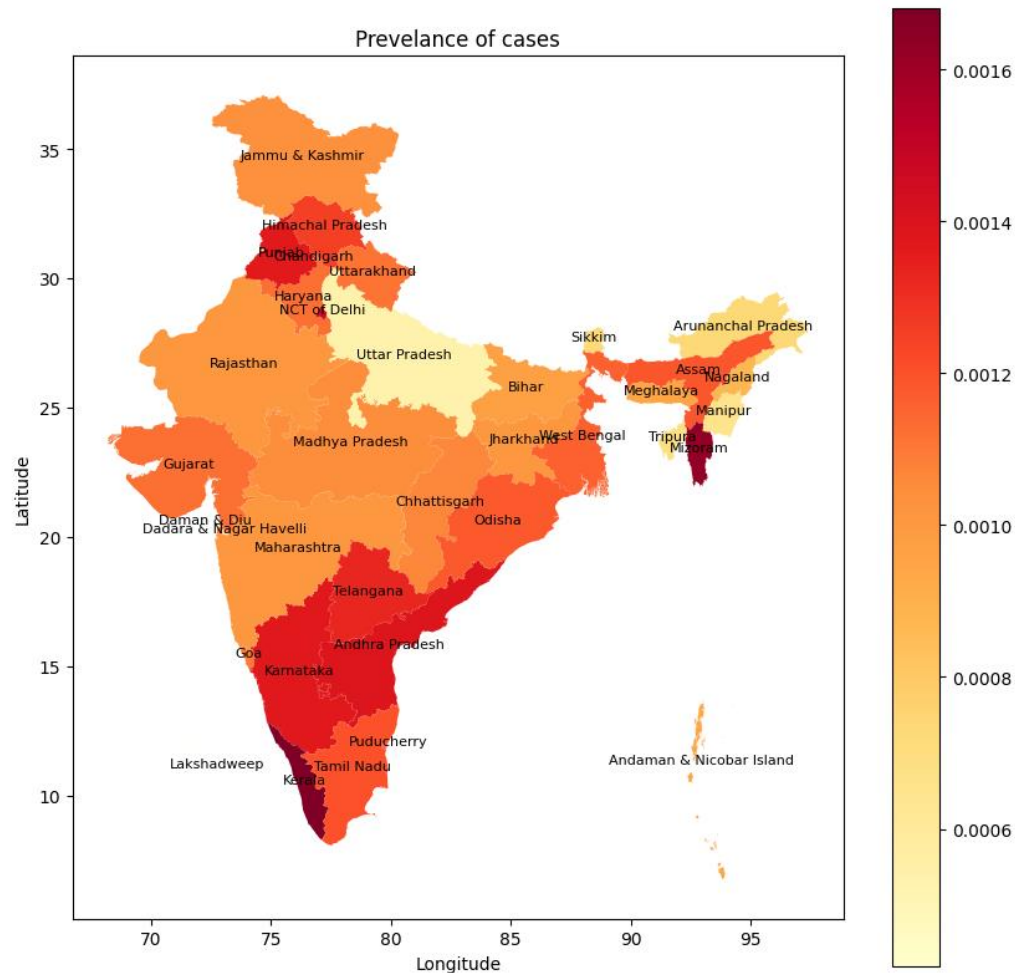 Prevelance of cases
0.0016
0.0014
0.0012
0.0010
0.0008
0.0006
Latitude
35
30
25
20
15
10
Jammu & Kashmir
Himachal Pradesh
Punjab
Chandigarh
Uttarakhand
Haryana
NCT of Delhi
Arunanchal Pradesh
Sikkim
Uttar Pradesh
Rajasthan
Assam
Nagaland
Bihar
Meghalaya
Manipur
Madhya Pradesh
Jharkhand
West Bengal
Tripura
Mizoram
Gujarat
Chhattisgarh
Daman & Diu
Odisha
Dadara & Nagar Havelli
Maharashtra
Telangana
Andhra Pradesh
Goa
Karnataka
Puducherry
Lakshadweep
Tamil Nadu
Andaman & Nicobar Island
Kerala
70
75
80
85
90
95
Longitude